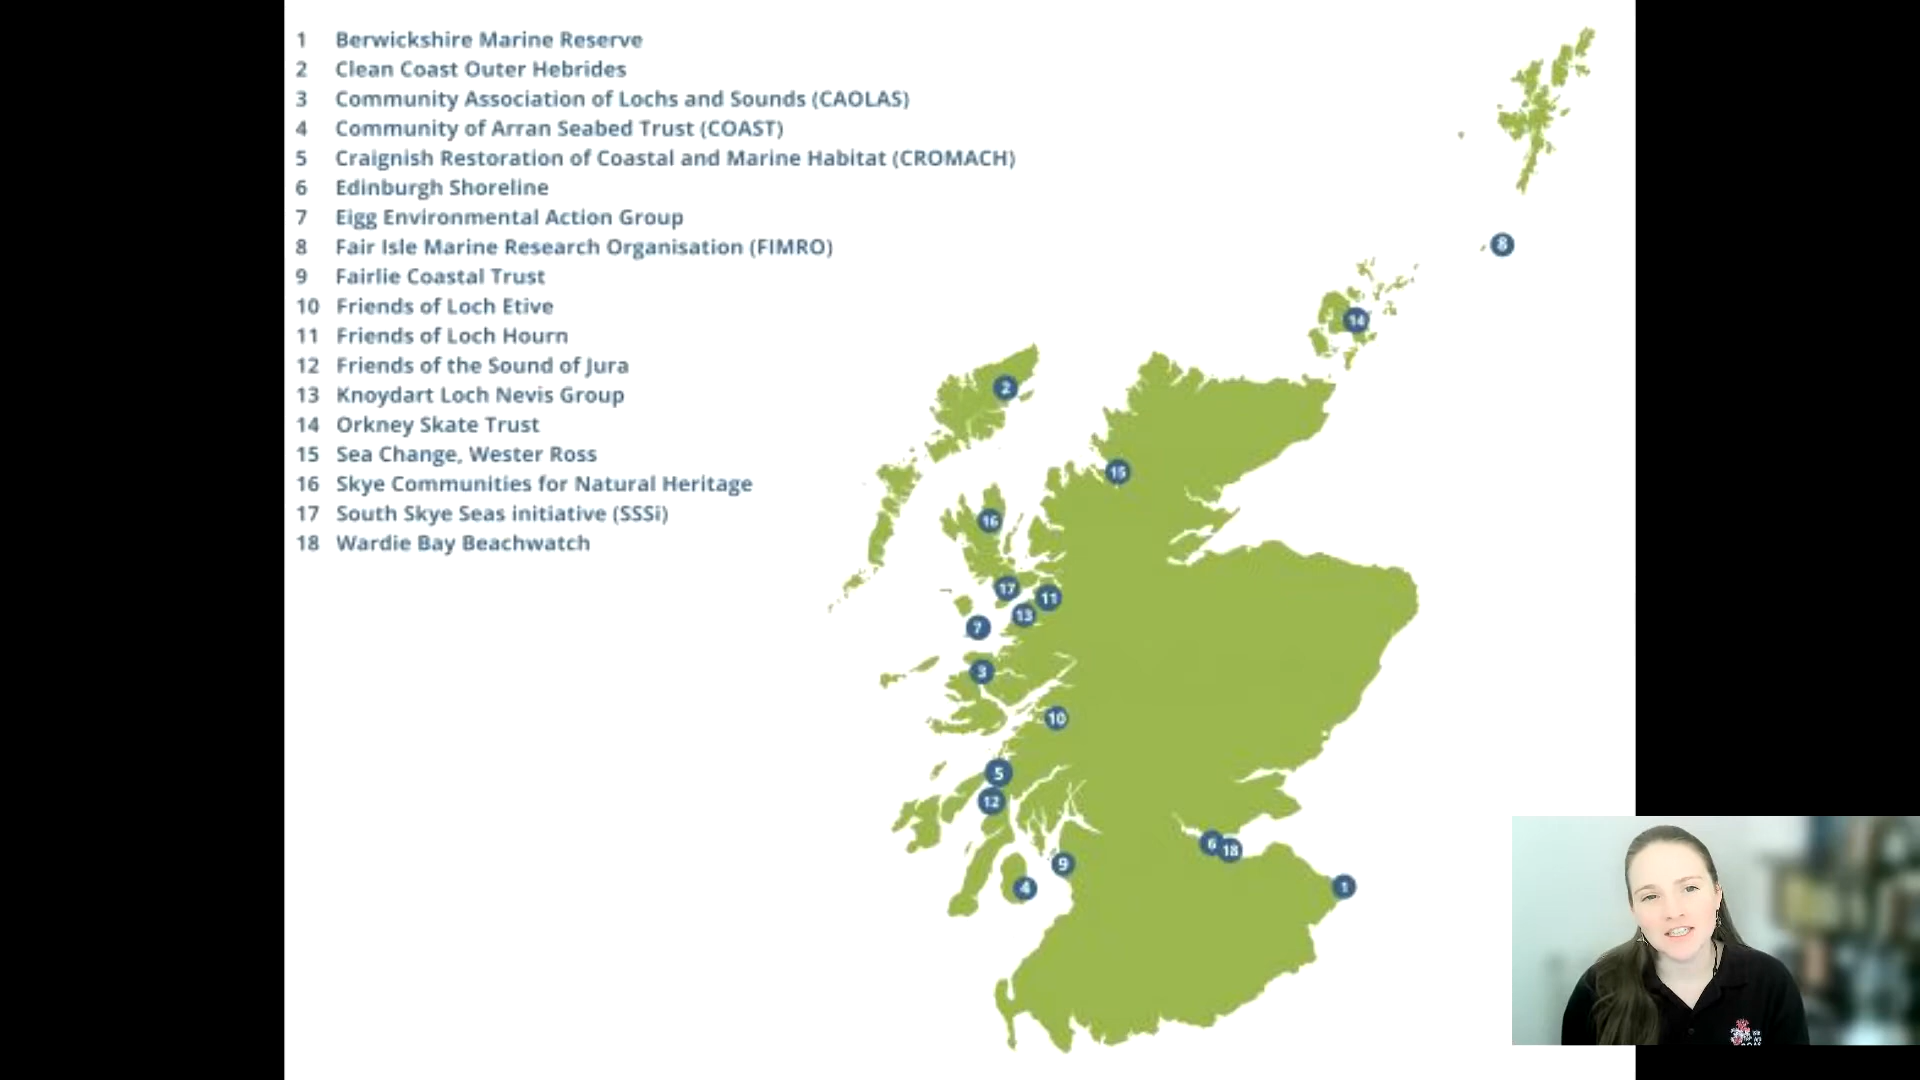 1 Berwickshire Marine Reserve
2 Clean Coast Outer Hebrides
3 Community Association of Lochs and Sounds (CAOLAS)
4 Community of Arran Seabed Trust (COAST)
5 Craignish Restoration of Coastal and Marine Habitat (CROMACH)
6 Edinburgh Shoreline
7 Eigg Environmental Action Group
8 Fair Isle Marine Research Organisation (FIMRO)
9 Fairlie Coastal Trust
10 Friends of Loch Etive
11 Friends of Loch Hourn
12 Friends of the Sound of Jura
13 Knoydart Loch Nevis Group
14 Orkney Skate Trust
15 Sea Change, Wester Ross
16 Skye Communities for Natural Heritage
17 South Skye Seas initiative (SSSi)
18 Wardie Bay Beachwatch
8
14
2
15
16
17
11
13
7
3
10
5
12
6
18
9
4
1